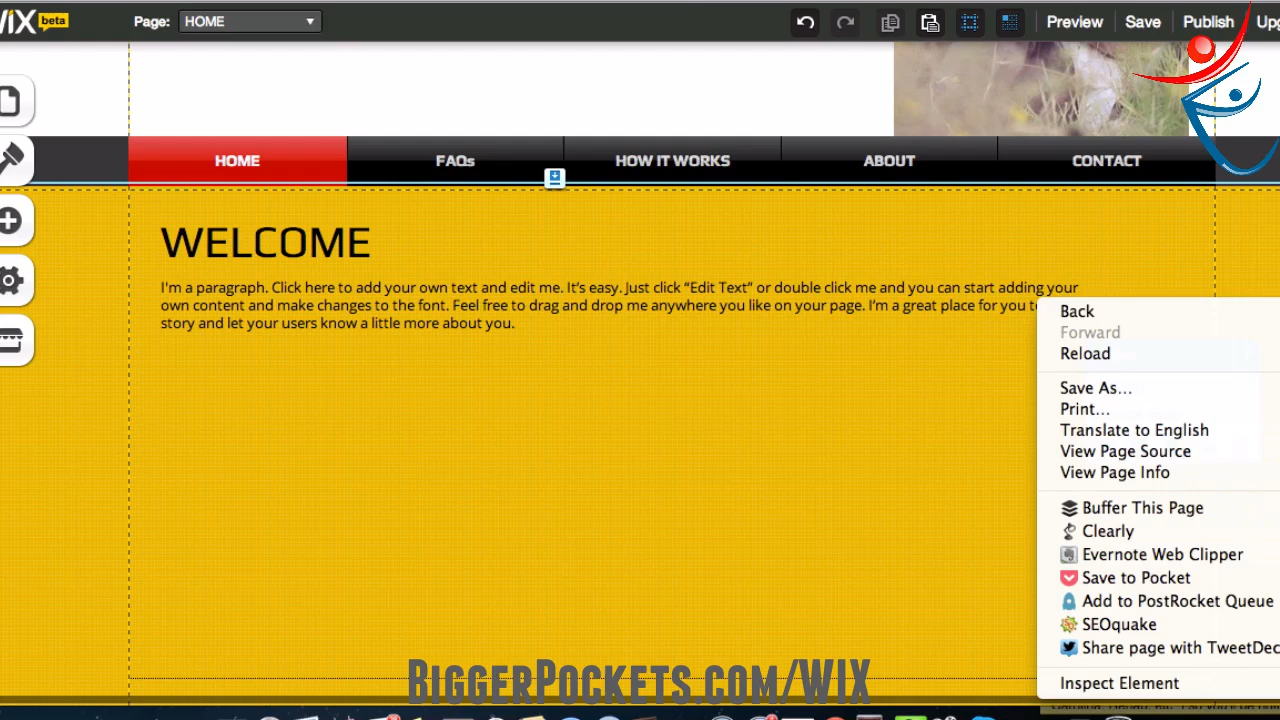 WiX beta Page: HOME Preview Save Publish Upg
HOME FAQs HOW IT WORKS ABOUT CONTACT
WELCOME
I'm a paragraph. Click here to add your own text and edit me. It's easy. Just click “Edit Text” or double click me and you can start adding your
own content and make changes to the font. Feel free to drag and drop me anywhere you like on your page. I'm a great place for you to
story and let your users know a little more about you.
Back
Forward
Reload
Save As...
Print...
Translate to English
View Page Source
View Page Info
Buffer This Page
Clearly
Evernote Web Clipper
Save to Pocket
Add to PostRocket Queue
SEOquake
Share page with TweetDec
Inspect Element
BIGGERPOCKETS.COM/WIX